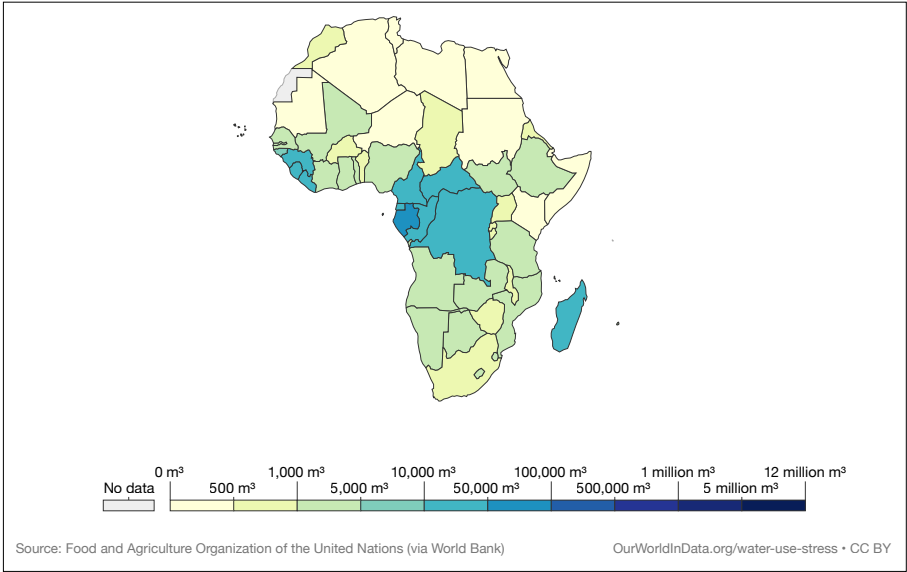 0 m³ 1,000 m³ 10,000 m³ 100,000 m³ 1 million m³ 12 million m³
No data 500 m³ 5,000 m³ 50,000 m³ 500,000 m³ 5 million m³
Source: Food and Agriculture Organization of the United Nations (via World Bank) OurWorldInData.org/water-use-stress • CC BY